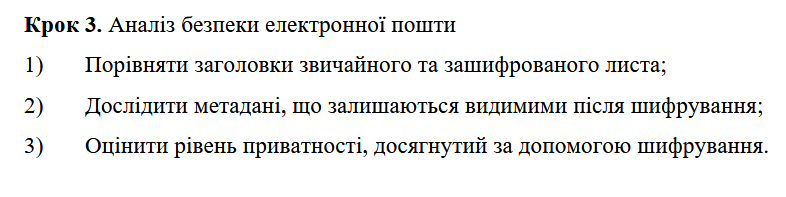 Крок 3. Аналіз безпеки електронної пошти
1) Порівняти заголовки звичайного та зашифрованого листа;
2) Дослідити метадані, що залишаються видимими після шифрування;
3) Оцінити рівень приватності, досягнутий за допомогою шифрування.